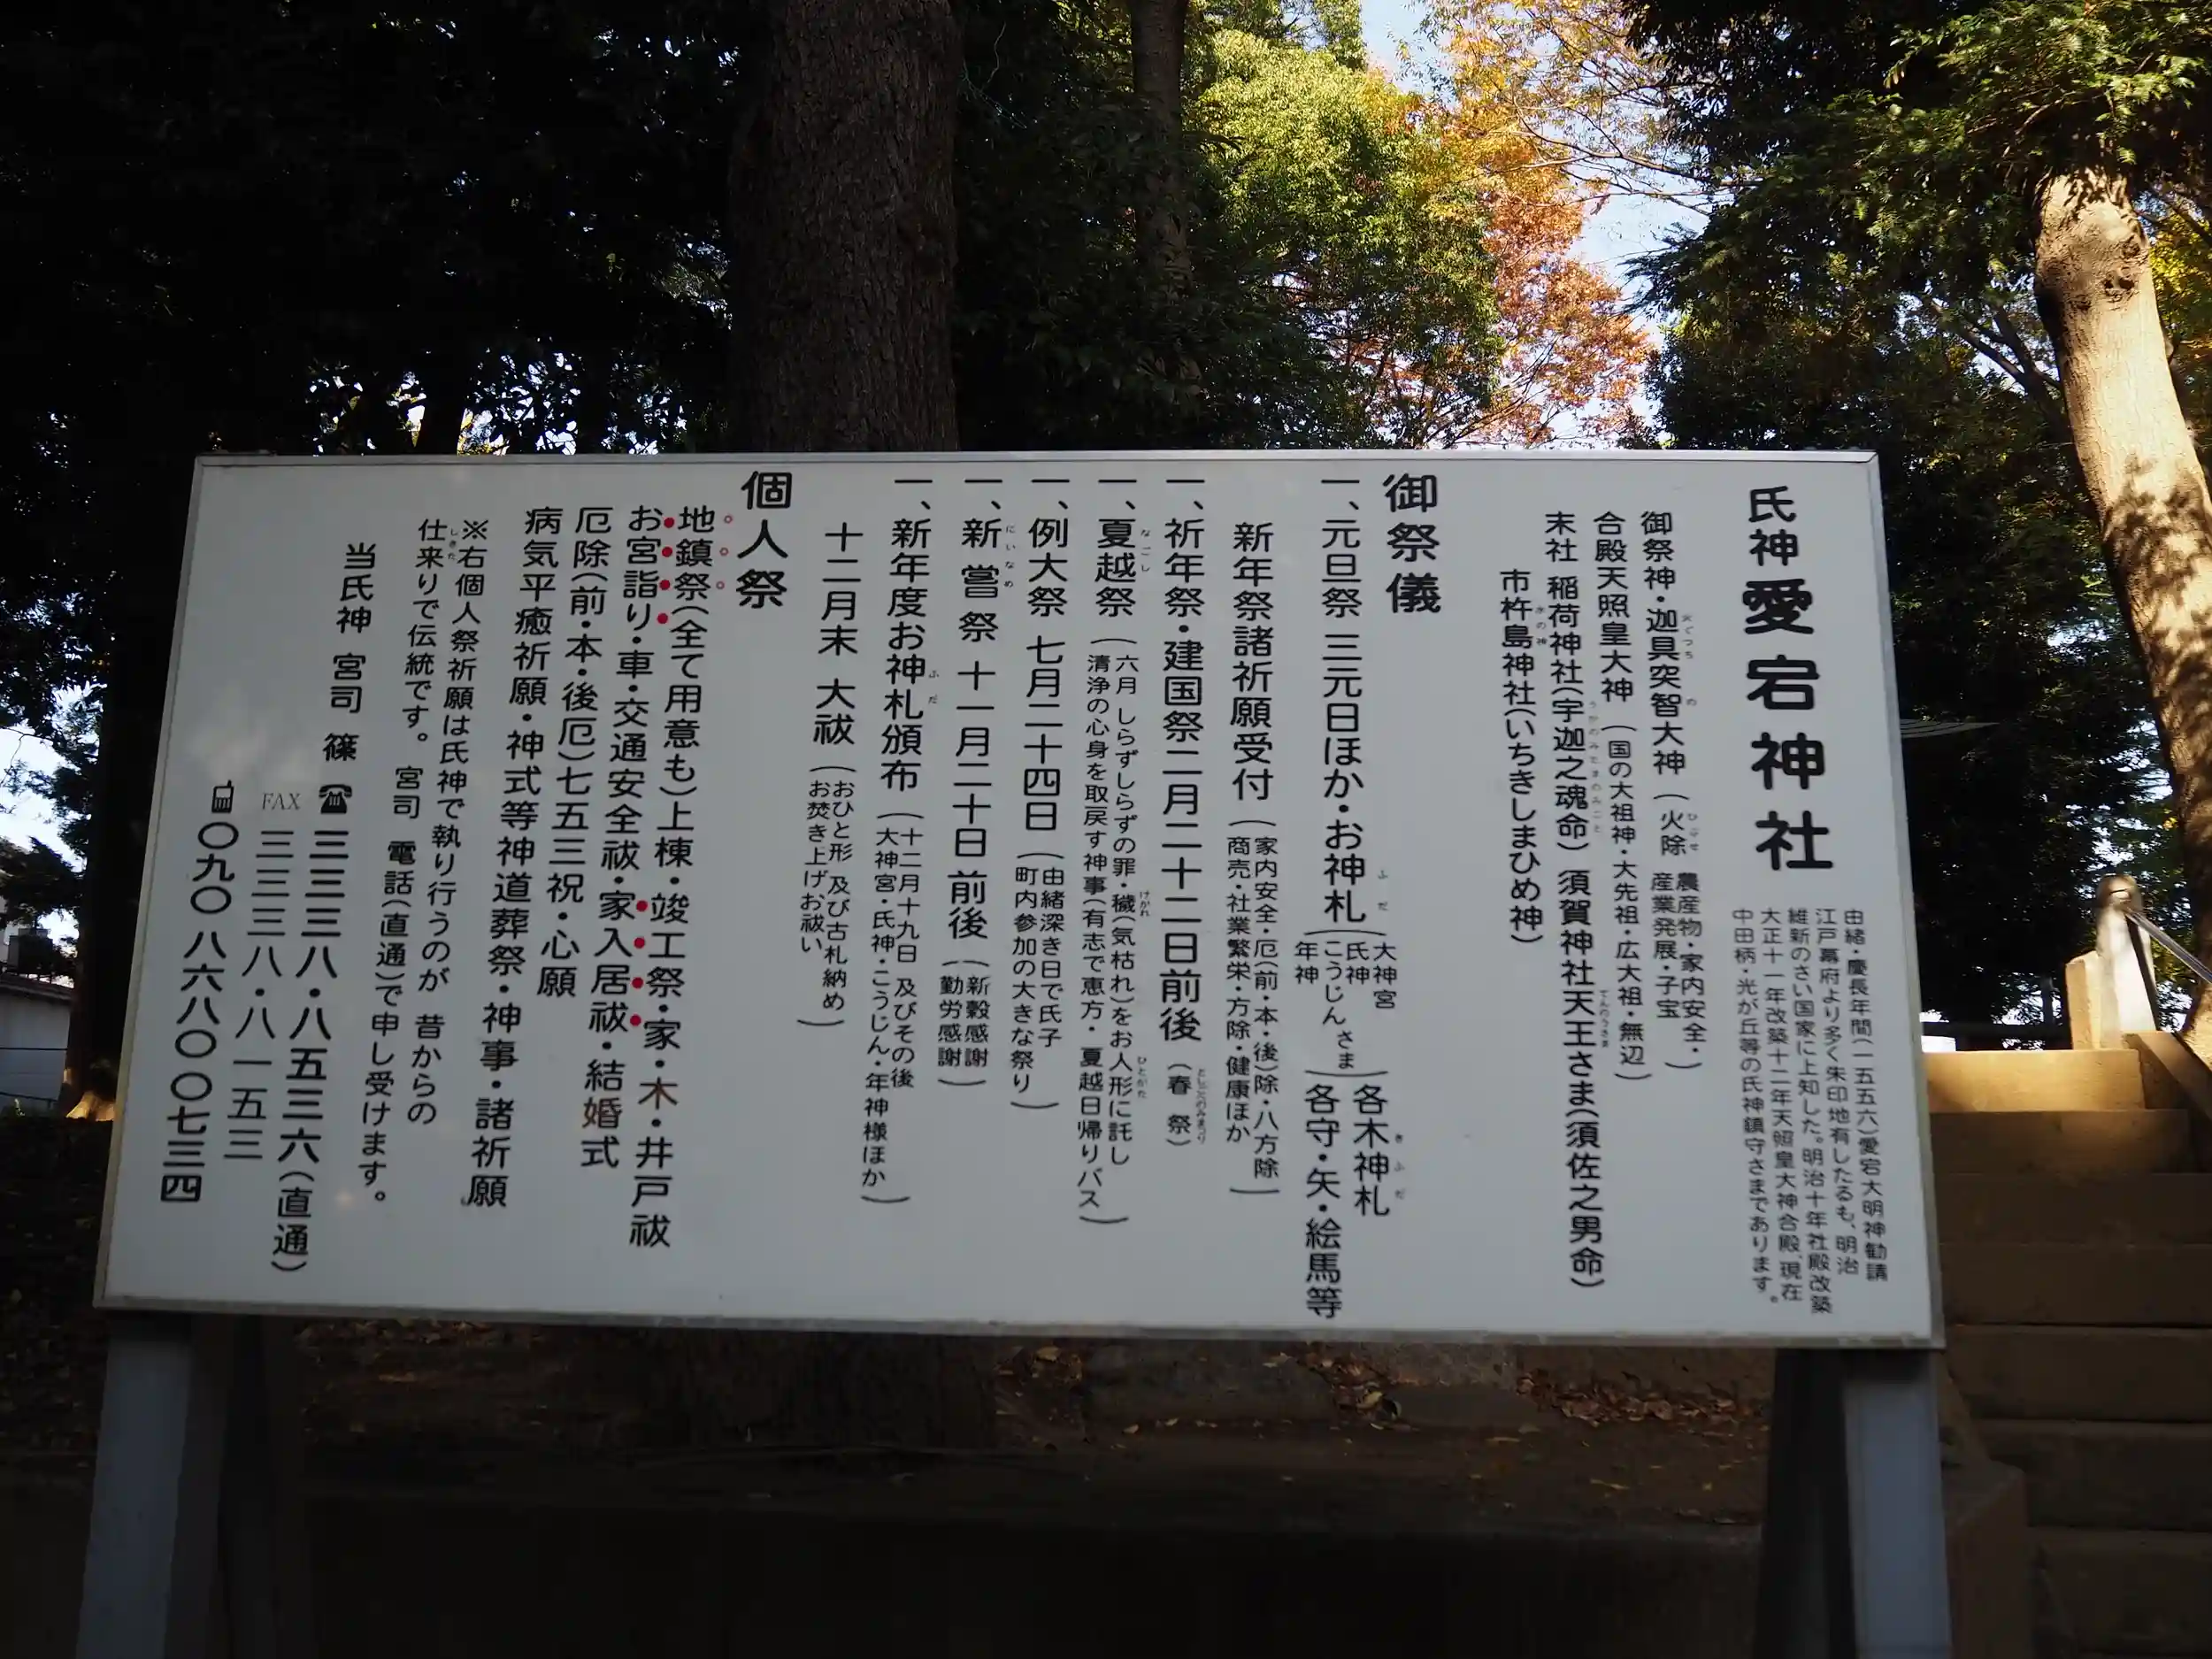 氏神 愛宕神社
由緒・慶長年間(一五五六)愛宕大明神勧請
江戸幕府より多く朱印地有したるも、明治
維新のさい国家に上知した。明治十年社殿改築
大正十一年改築十二年天照皇大神合殿、現在
中田柄・光が丘等の氏神鎮守さまであります。
御祭神・迦具突智大神(火除 農産物・家内安全・
産業発展・子宝)
合殿天照皇大神(国の大祖神・大先祖・広大祖・無辺)
末社 稲荷神社(宇迦之魂命) 須賀神社天王さま(須佐之男命)
市杵島神社(いちきしまひめ神)
御祭儀
一、元旦祭 三元日ほか・お神札(大神宮
氏神
こうじんさま
年神)各木神札
各守・矢・絵馬等
新年祭諸祈願受付(家内安全・厄(前・本・後)除・八方除
商売・社業繁栄・方除・健康ほか)
一、祈年祭・建国祭二月二十二日前後(春祭)
一、夏越祭(六月 しらずしらずの罪・穢(気枯れ)をお人形に託し
清浄の心身を取戻す神事(有志で恵方・夏越日帰りバス)
一、例大祭 七月二十四日(由緒深き日で氏子
町内参加の大きな祭り)
一、新嘗祭 十一月二十日前後(新穀感謝
勤労感謝)
一、新年度お神札頒布(十二月十九日 及びその後
大神宮・氏神・こうじん・年神様ほか)
十二月末 大祓(おひと形 及び古札納め
お焚き上げお祓い)
個人祭
地鎮祭(全て用意も)上棟・竣工祭・家・木・井戸祓
お宮詣り・車・交通安全祓・家入居祓・結婚式
厄除(前・本・後厄)七五三祝・心願
病気平癒祈願・神式等神道葬祭・神事・諸祈願
※右個人祭祈願は氏神で執り行うのが 昔からの
仕来りで伝統です。 宮司 電話(直通)で申し受けます。
当氏神 宮司 篠 ☎三三三八・八五三六(直通)
FAX 三三三八・八一五三
〇九〇 八六八〇 〇七三四